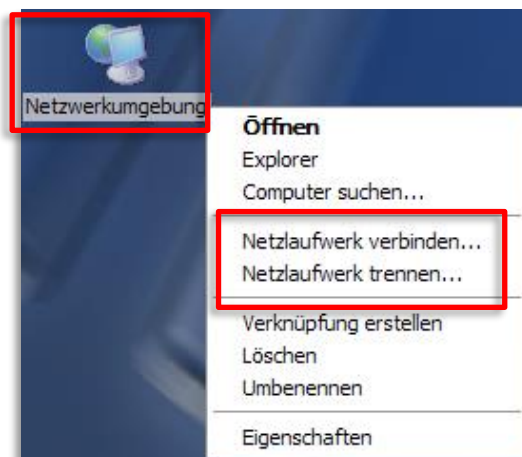 Netzwerkumgebung
Öffnen
Explorer
Computer suchen...
Netzlaufwerk verbinden...
Netzlaufwerk trennen...
Verknüpfung erstellen
Löschen
Umbenennen
Eigenschaften